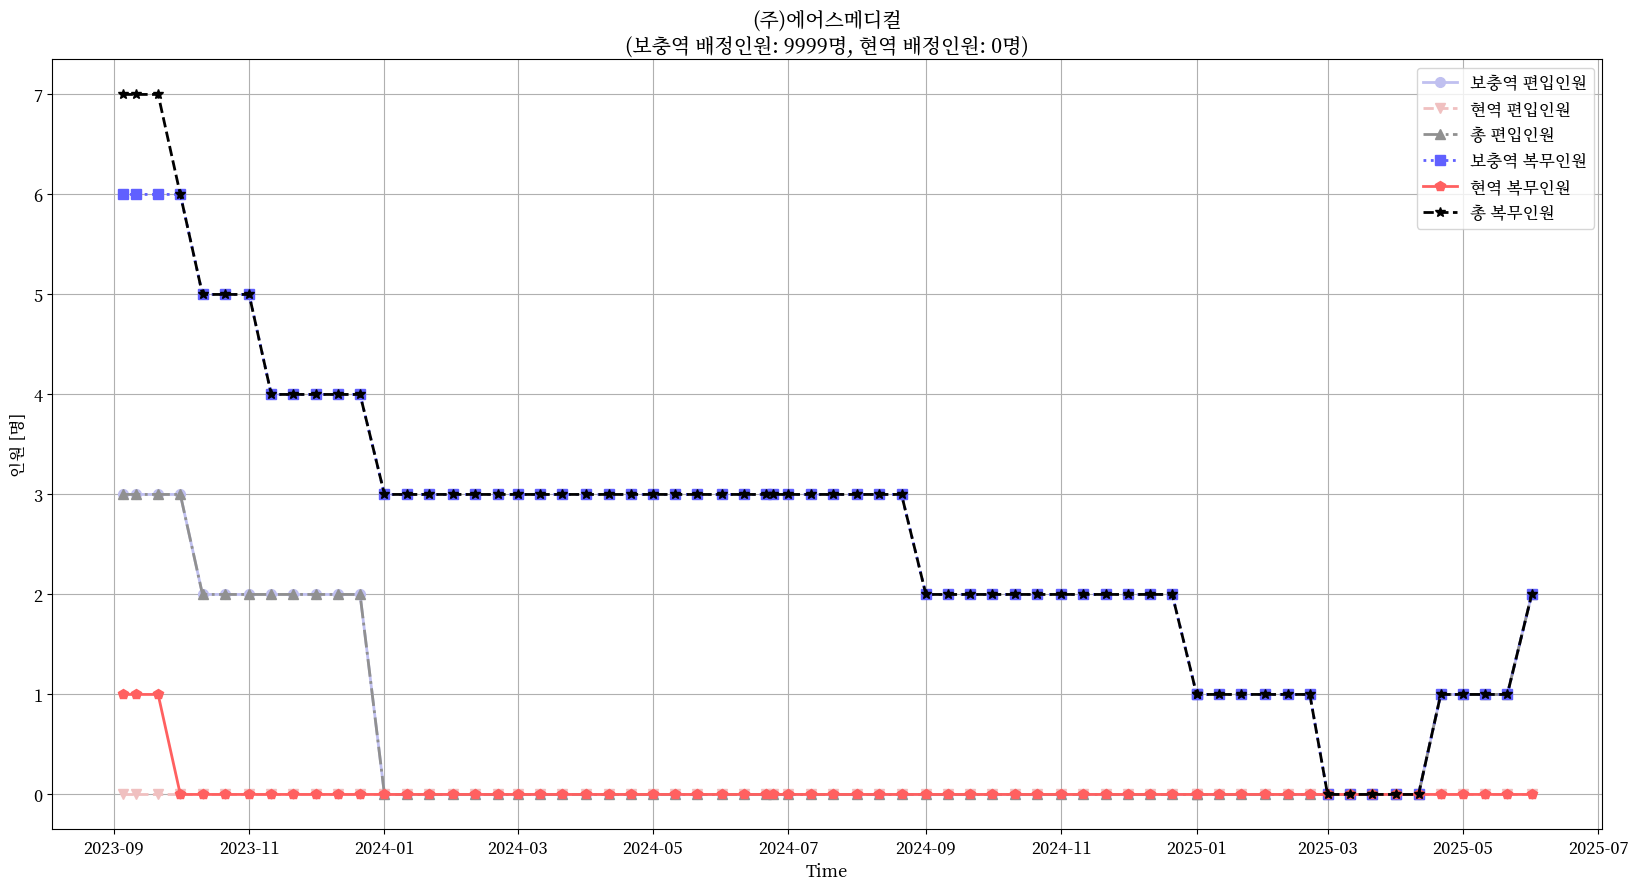 (주)에어스메디컬
(보충역 배정인원: 9999명, 현역 배정인원: 0명)
보충역 편입인원
현역 편입인원
총 편입인원
보충역 복무인원
현역 복무인원
총 복무인원
인원 [명]
7
6
5
4
3
2
1
0
2023-09 2023-11 2024-01 2024-03 2024-05 2024-07 2024-09 2024-11 2025-01 2025-03 2025-05 2025-07
Time